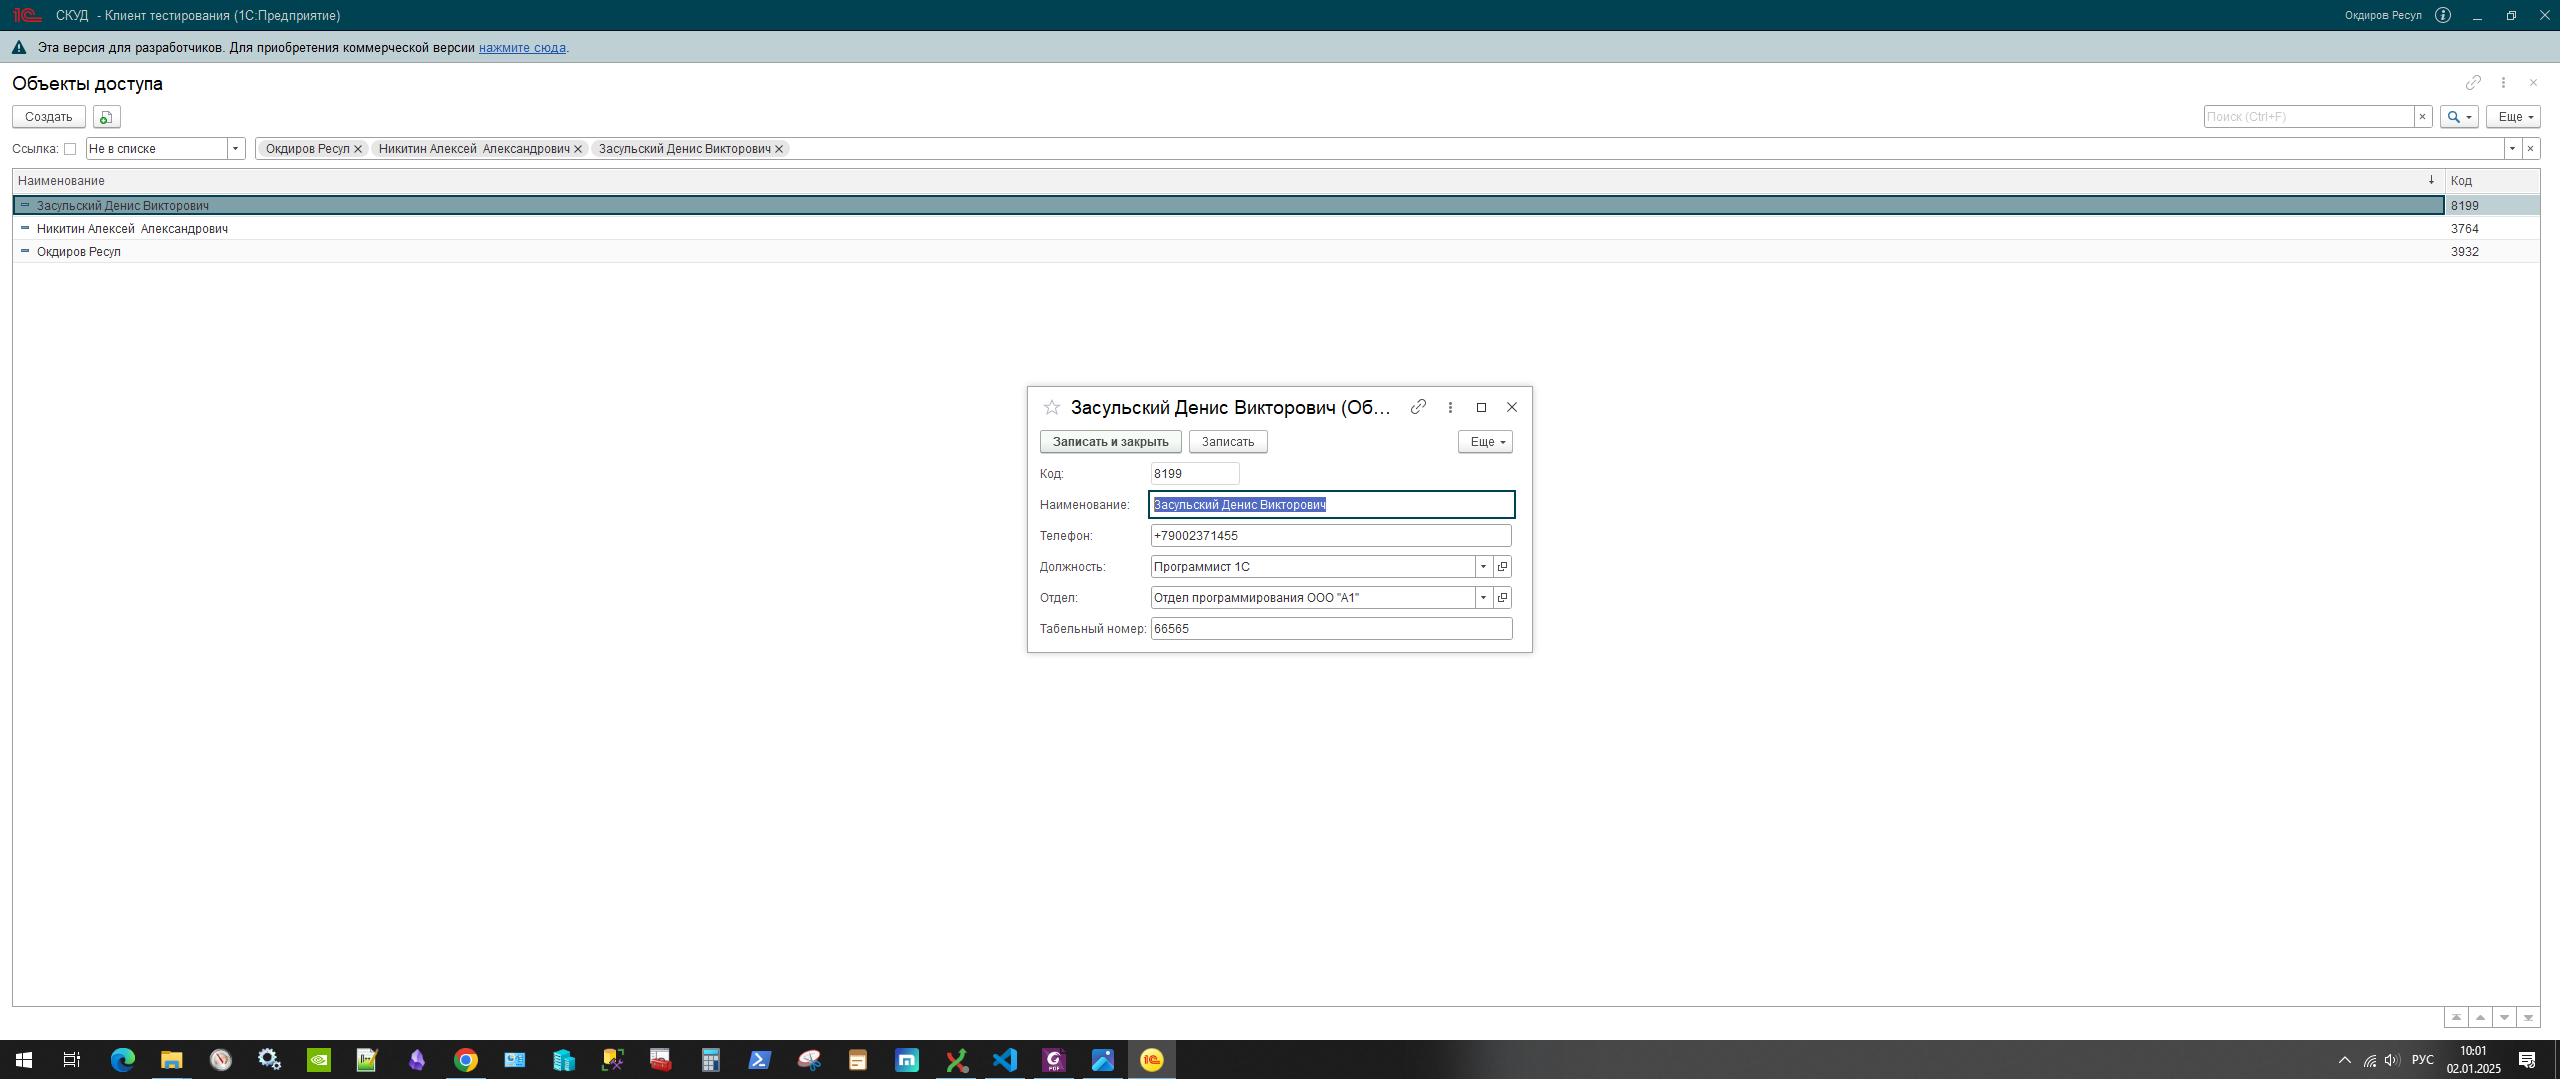 1С СКУД - Клиент тестирования (1С:Предприятие) Окдиров Ресул
Эта версия для разработчиков. Для приобретения коммерческой версии нажмите сюда.
Объекты доступа
Создать Поиск (Ctrl+F) Еще
Ссылка: Не в списке Окдиров Ресул Никитин Алексей Александрович Засульский Денис Викторович
Наименование Код
Засульский Денис Викторович 8199
Никитин Алексей Александрович 3764
Окдиров Ресул 3932
Засульский Денис Викторович (Об...
Записать и закрыть Записать Еще
Код: 8199
Наименование: Засульский Денис Викторович
Телефон: +79002371455
Должность: Программист 1С
Отдел: Отдел программирования ООО "А1"
Табельный номер: 66565
РУС 10:01
02.01.2025